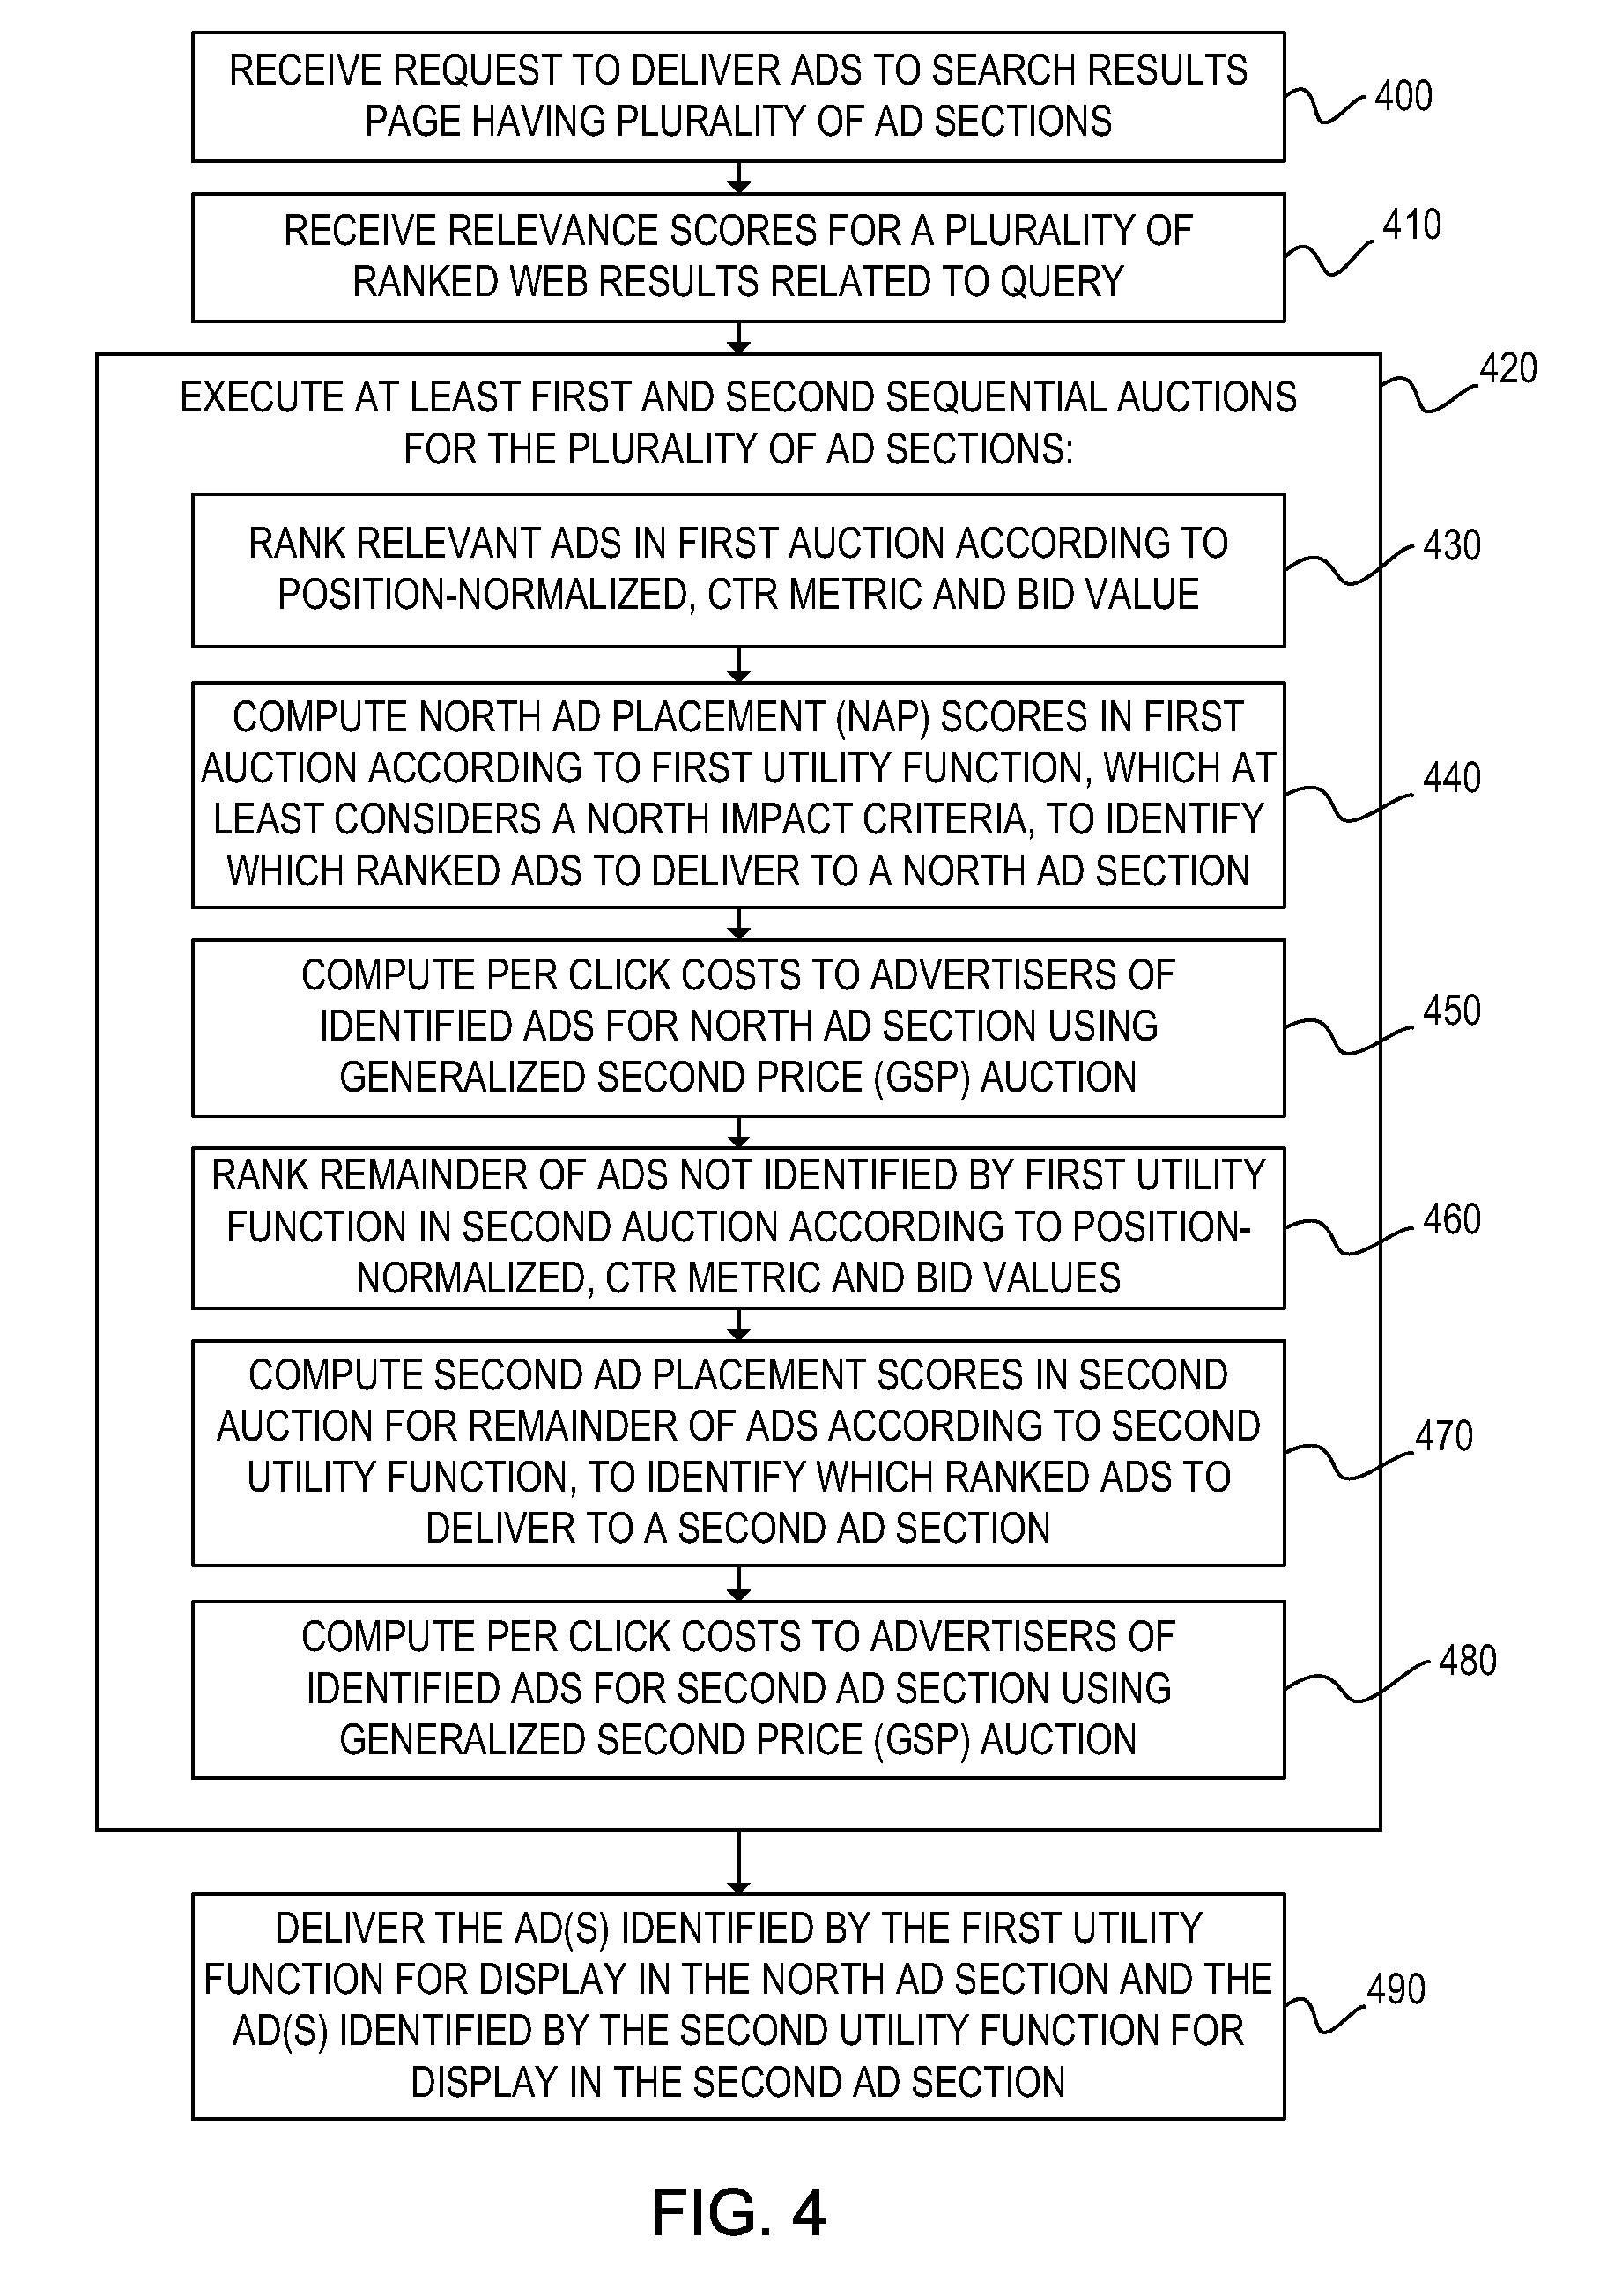 RECEIVE REQUEST TO DELIVER ADS TO SEARCH RESULTS
PAGE HAVING PLURALITY OF AD SECTIONS
400
RECEIVE RELEVANCE SCORES FOR A PLURALITY OF
RANKED WEB RESULTS RELATED TO QUERY
410
EXECUTE AT LEAST FIRST AND SECOND SEQUENTIAL AUCTIONS
FOR THE PLURALITY OF AD SECTIONS:
420
RANK RELEVANT ADS IN FIRST AUCTION ACCORDING TO
POSITION-NORMALIZED, CTR METRIC AND BID VALUE
430
COMPUTE NORTH AD PLACEMENT (NAP) SCORES IN FIRST
AUCTION ACCORDING TO FIRST UTILITY FUNCTION, WHICH AT
LEAST CONSIDERS A NORTH IMPACT CRITERIA, TO IDENTIFY
WHICH RANKED ADS TO DELIVER TO A NORTH AD SECTION
440
COMPUTE PER CLICK COSTS TO ADVERTISERS OF
IDENTIFIED ADS FOR NORTH AD SECTION USING
GENERALIZED SECOND PRICE (GSP) AUCTION
450
RANK REMAINDER OF ADS NOT IDENTIFIED BY FIRST UTILITY
FUNCTION IN SECOND AUCTION ACCORDING TO POSITION-
NORMALIZED, CTR METRIC AND BID VALUES
460
COMPUTE SECOND AD PLACEMENT SCORES IN SECOND
AUCTION FOR REMAINDER OF ADS ACCORDING TO SECOND
UTILITY FUNCTION, TO IDENTIFY WHICH RANKED ADS TO
DELIVER TO A SECOND AD SECTION
470
COMPUTE PER CLICK COSTS TO ADVERTISERS OF
IDENTIFIED ADS FOR SECOND AD SECTION USING
GENERALIZED SECOND PRICE (GSP) AUCTION
480
DELIVER THE AD(S) IDENTIFIED BY THE FIRST UTILITY
FUNCTION FOR DISPLAY IN THE NORTH AD SECTION AND THE
AD(S) IDENTIFIED BY THE SECOND UTILITY FUNCTION FOR
DISPLAY IN THE SECOND AD SECTION
490
FIG. 4